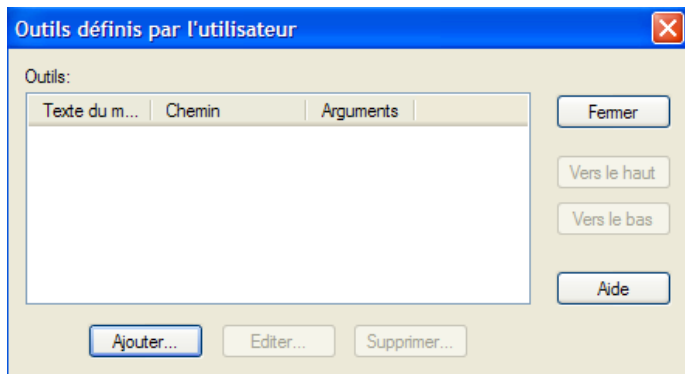 Outils définis par l'utilisateur
Outils:
Texte du m... Chemin Arguments
Fermer
Vers le haut
Vers le bas
Aide
Ajouter... Editer... Supprimer...